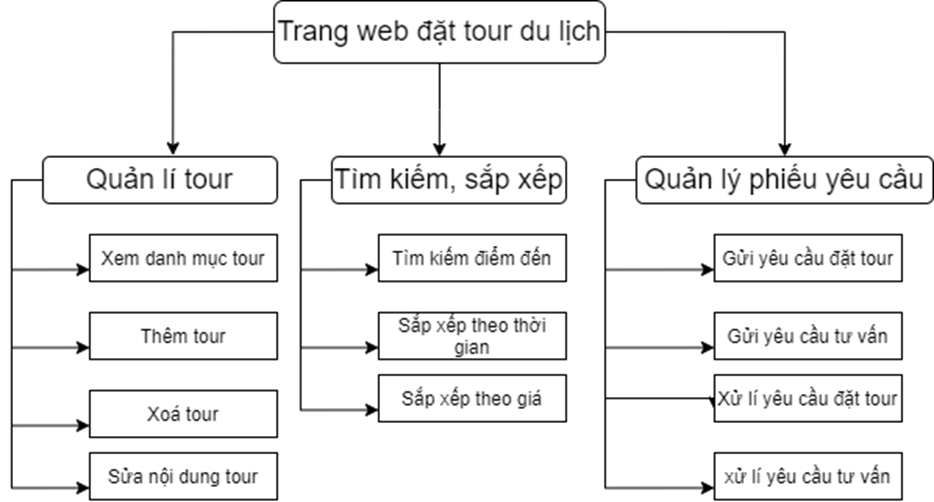 Trang web đặt tour du lịch
Quản lí tour
Xem danh mục tour
Thêm tour
Xoá tour
Sửa nội dung tour
Tìm kiếm, sắp xếp
Tìm kiếm điểm đến
Sắp xếp theo thời
gian
Sắp xếp theo giá
Quản lý phiếu yêu cầu
Gửi yêu cầu đặt tour
Gửi yêu cầu tư vấn
Xử lí yêu cầu đặt tour
xử lí yêu cầu tư vấn